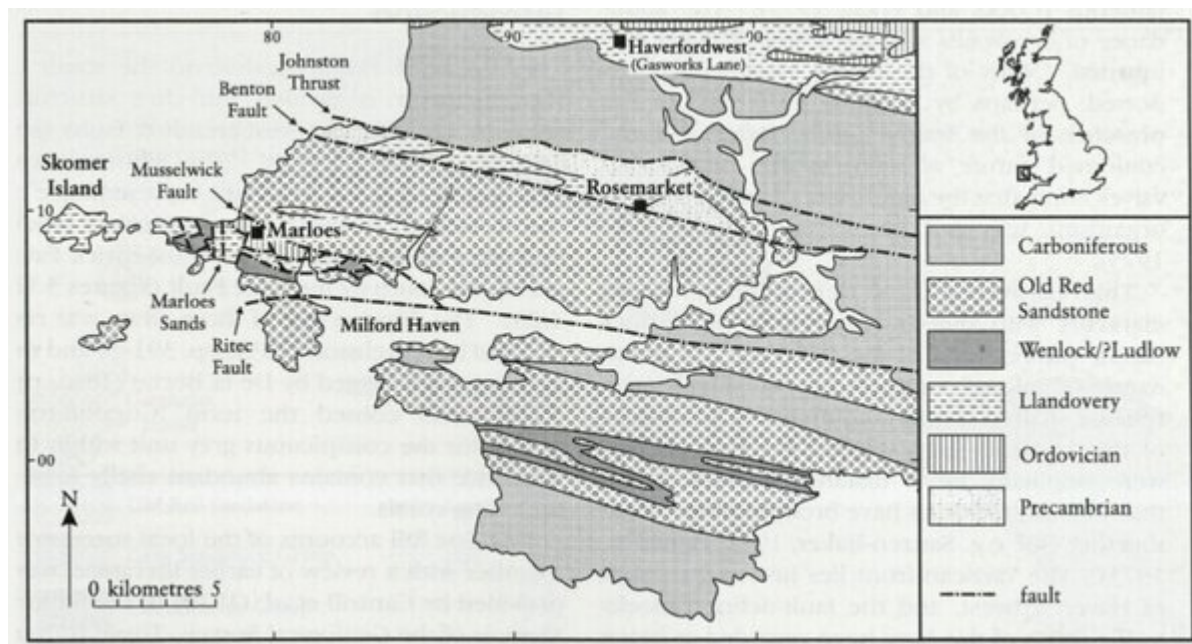 80
90
00
Haverfordwest
(Gasworks Lane)
Johnston
Thrust
Benton
Fault
Skomer
Island
Musselwick
Fault
Rosemarket
10
Marloes
Marloes
Sands
Milford Haven
Ritec
Fault
00
N
0 kilometres 5
Carboniferous
Old Red
Sandstone
Wenlock/?Ludlow
Llandovery
Ordovician
Precambrian
fault